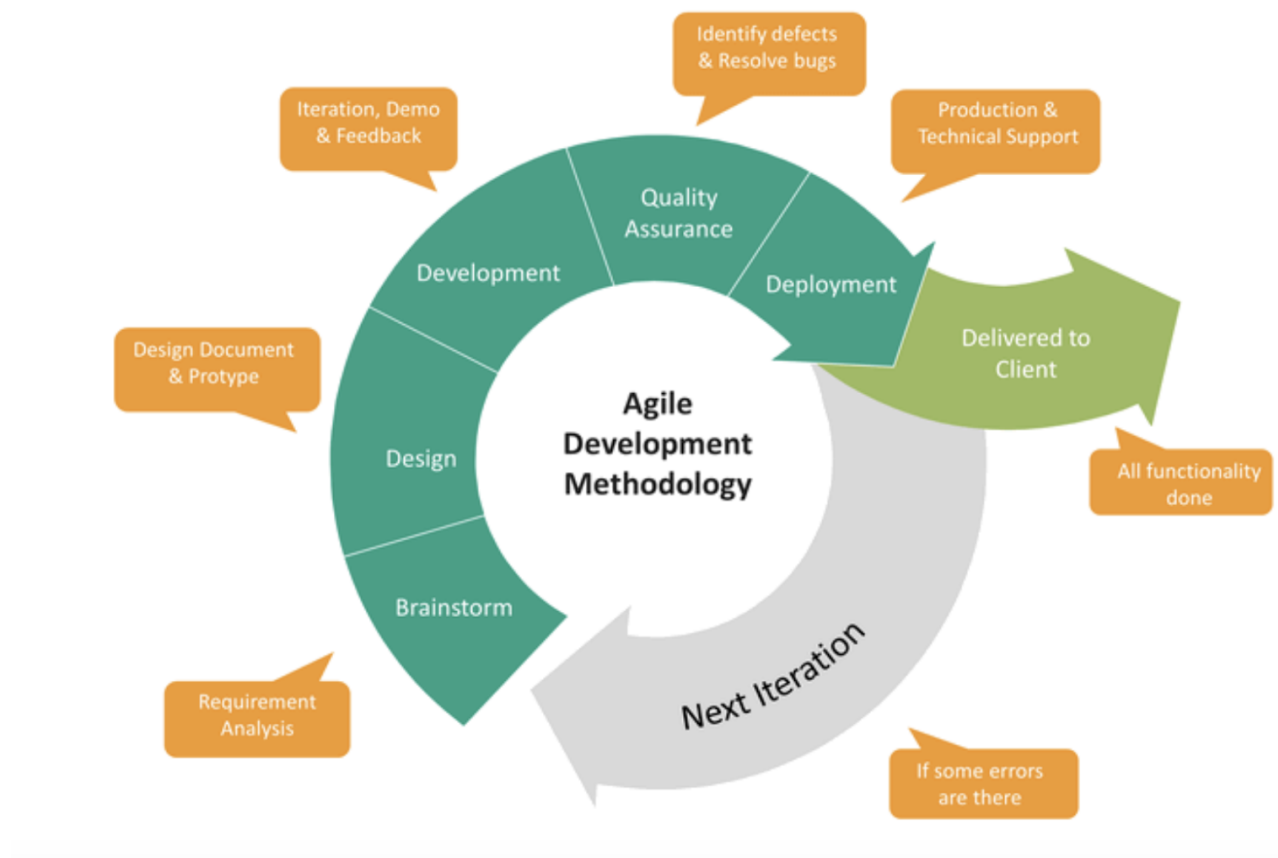 Identify defects
& Resolve bugs
Iteration, Demo
& Feedback
Production &
Technical Support
Quality
Assurance
Development
Deployment
Delivered to
Client
Design Document
& Protype
Agile
Development
Methodology
Design
All functionality
done
Brainstorm
Next Iteration
Requirement
Analysis
If some errors
are there